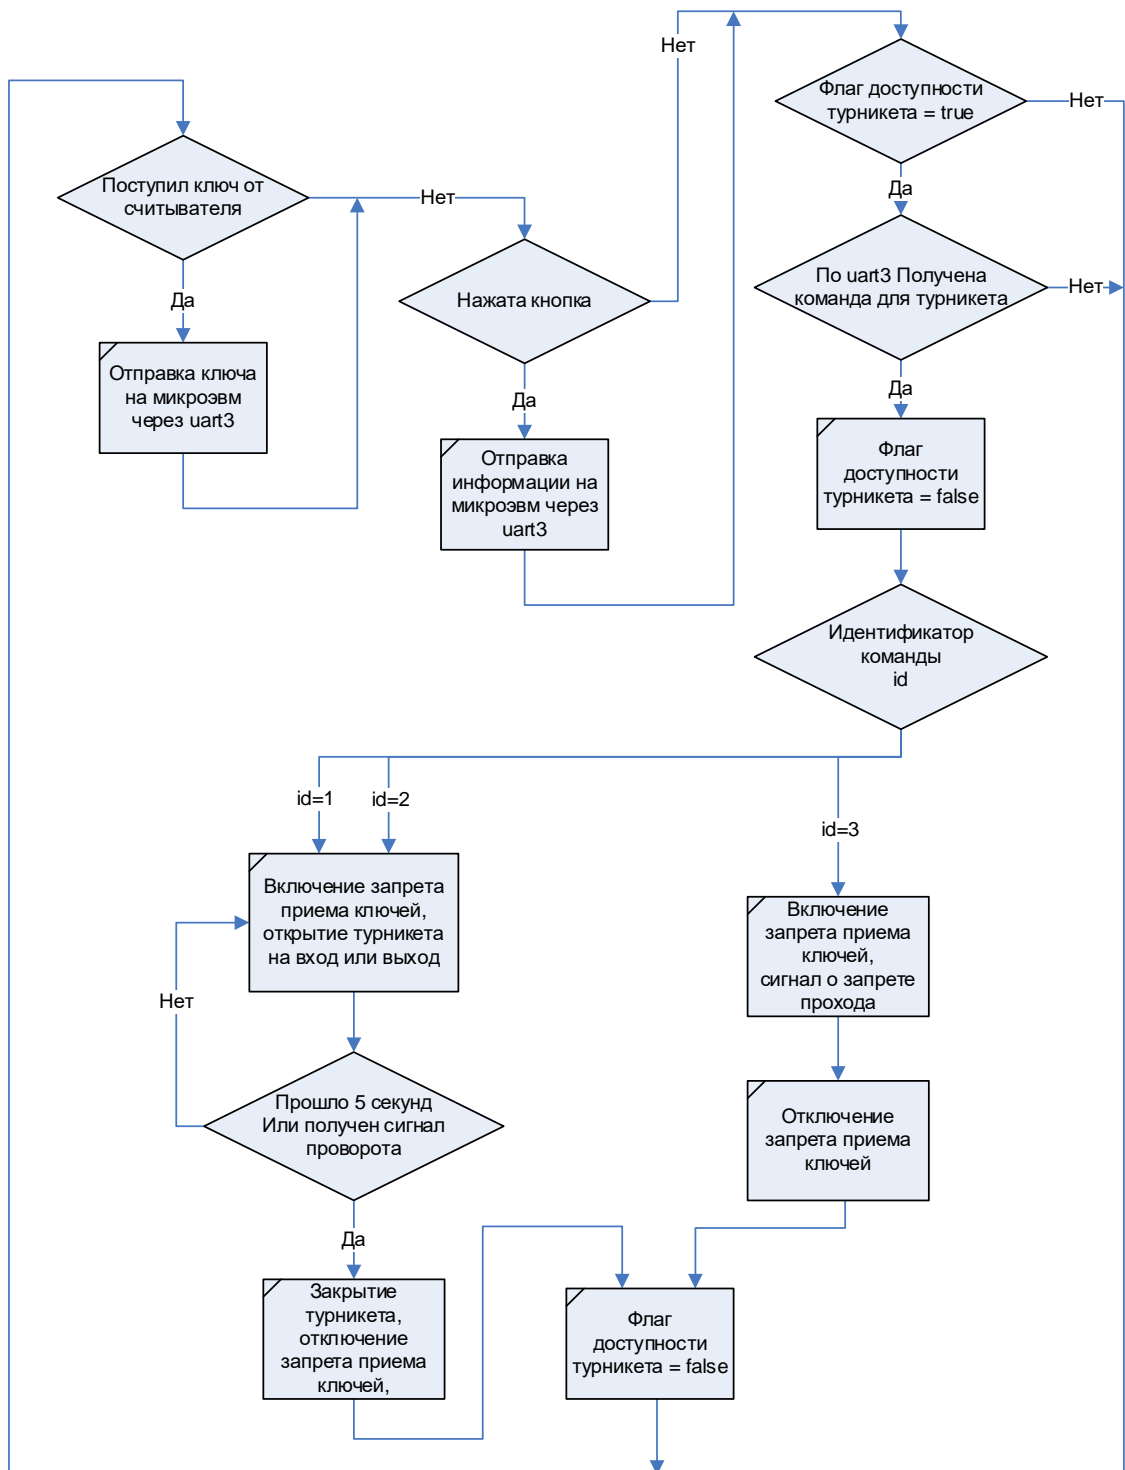 Нет
Флаг доступности
турникета = true
Нет
Поступил ключ от
считывателя
Нет
Да
Нажата кнопка
По uart3 Получена
команда для турникета
Нет
Да
Отправка ключа
на микроэвм
через uart3
Да
Да
Отправка
информации на
микроэвм через
uart3
Флаг
доступности
турникета = false
Идентификатор
команды
id
id=1
id=2
id=3
Включение запрета
приема ключей,
открытие турникета
на вход или выход
Включение
запрета приема
ключей,
сигнал о запрете
прохода
Нет
Прошло 5 секунд
Или получен сигнал
проворота
Отключение
запрета приема
ключей
Да
Закрытие
турникета,
отключение
запрета приема
ключей,
Флаг
доступности
турникета = false